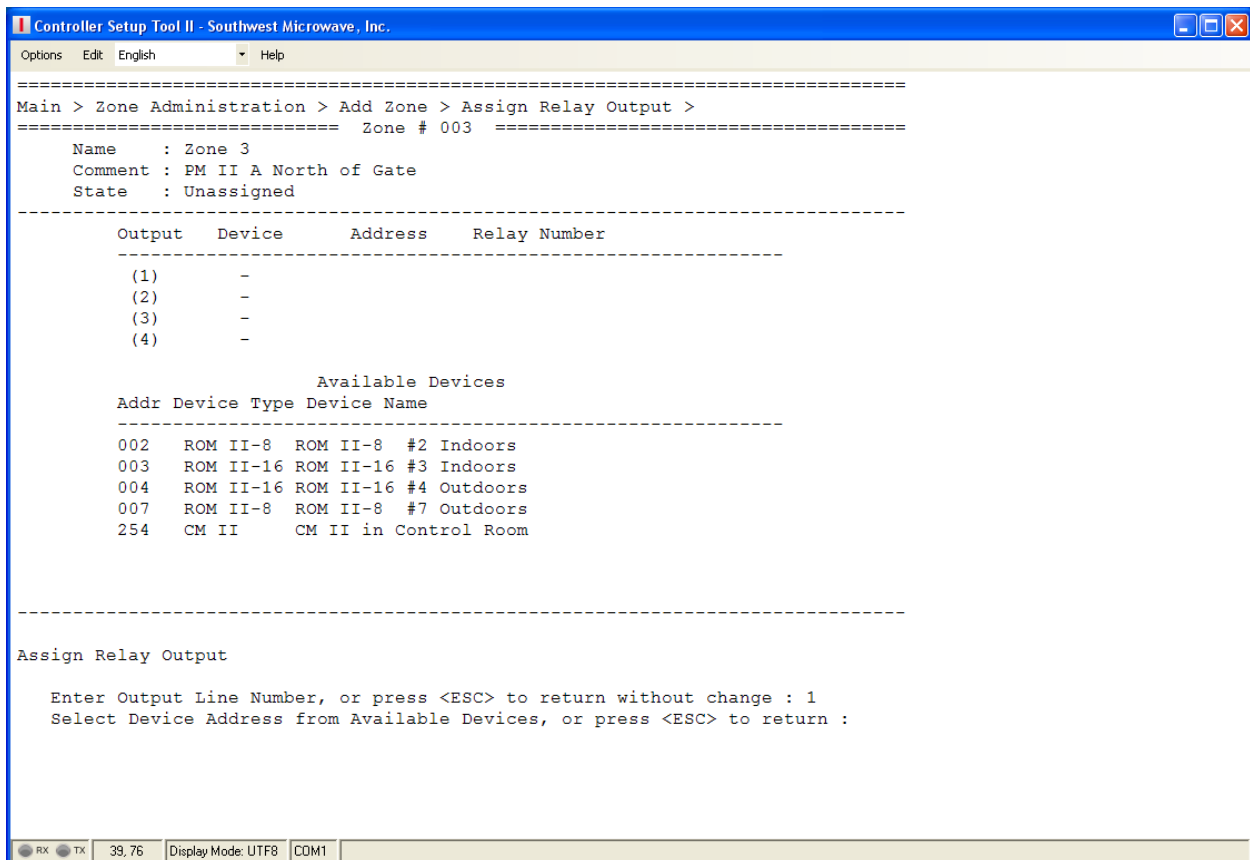 Controller Setup Tool II - Southwest Microwave, Inc.
Options Edit English Help
================================================================================
Main > Zone Administration > Add Zone > Assign Relay Output >
============================= Zone # 003 =====================================
Name : Zone 3
Comment : PM II A North of Gate
State : Unassigned
--------------------------------------------------------------------------------
Output Device Address Relay Number
------------------------------------------------------------
(1) -
(2) -
(3) -
(4) -
Available Devices
Addr Device Type Device Name
------------------------------------------------------------
002 ROM II-8 ROM II-8 #2 Indoors
003 ROM II-16 ROM II-16 #3 Indoors
004 ROM II-16 ROM II-16 #4 Outdoors
007 ROM II-8 ROM II-8 #7 Outdoors
254 CM II CM II in Control Room
--------------------------------------------------------------------------------
Assign Relay Output
Enter Output Line Number, or press <ESC> to return without change : 1
Select Device Address from Available Devices, or press <ESC> to return :
RX TX 39, 76 Display Mode: UTF8 COM1